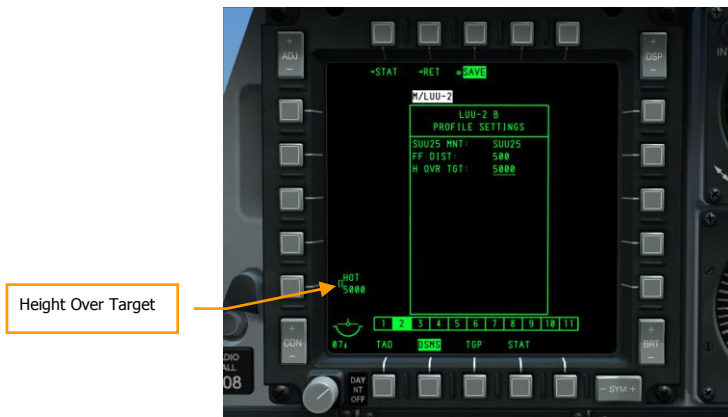 +
ADJ
-
+
DSP
-
→STAT →RET SAVE
M/LUU-2
LUU-2 B
PROFILE SETTINGS
SUU25 MNT: SUU25
FF DIST: 500
H OVR TGT: 5000
Height Over Target
HOT
5000
1 2 3 4 5 6 7 8 9 10 11
+
CON
-
+
BRT
-
TAD DSMS TGP STAT
DAY
NT
OFF
- SYM +
08